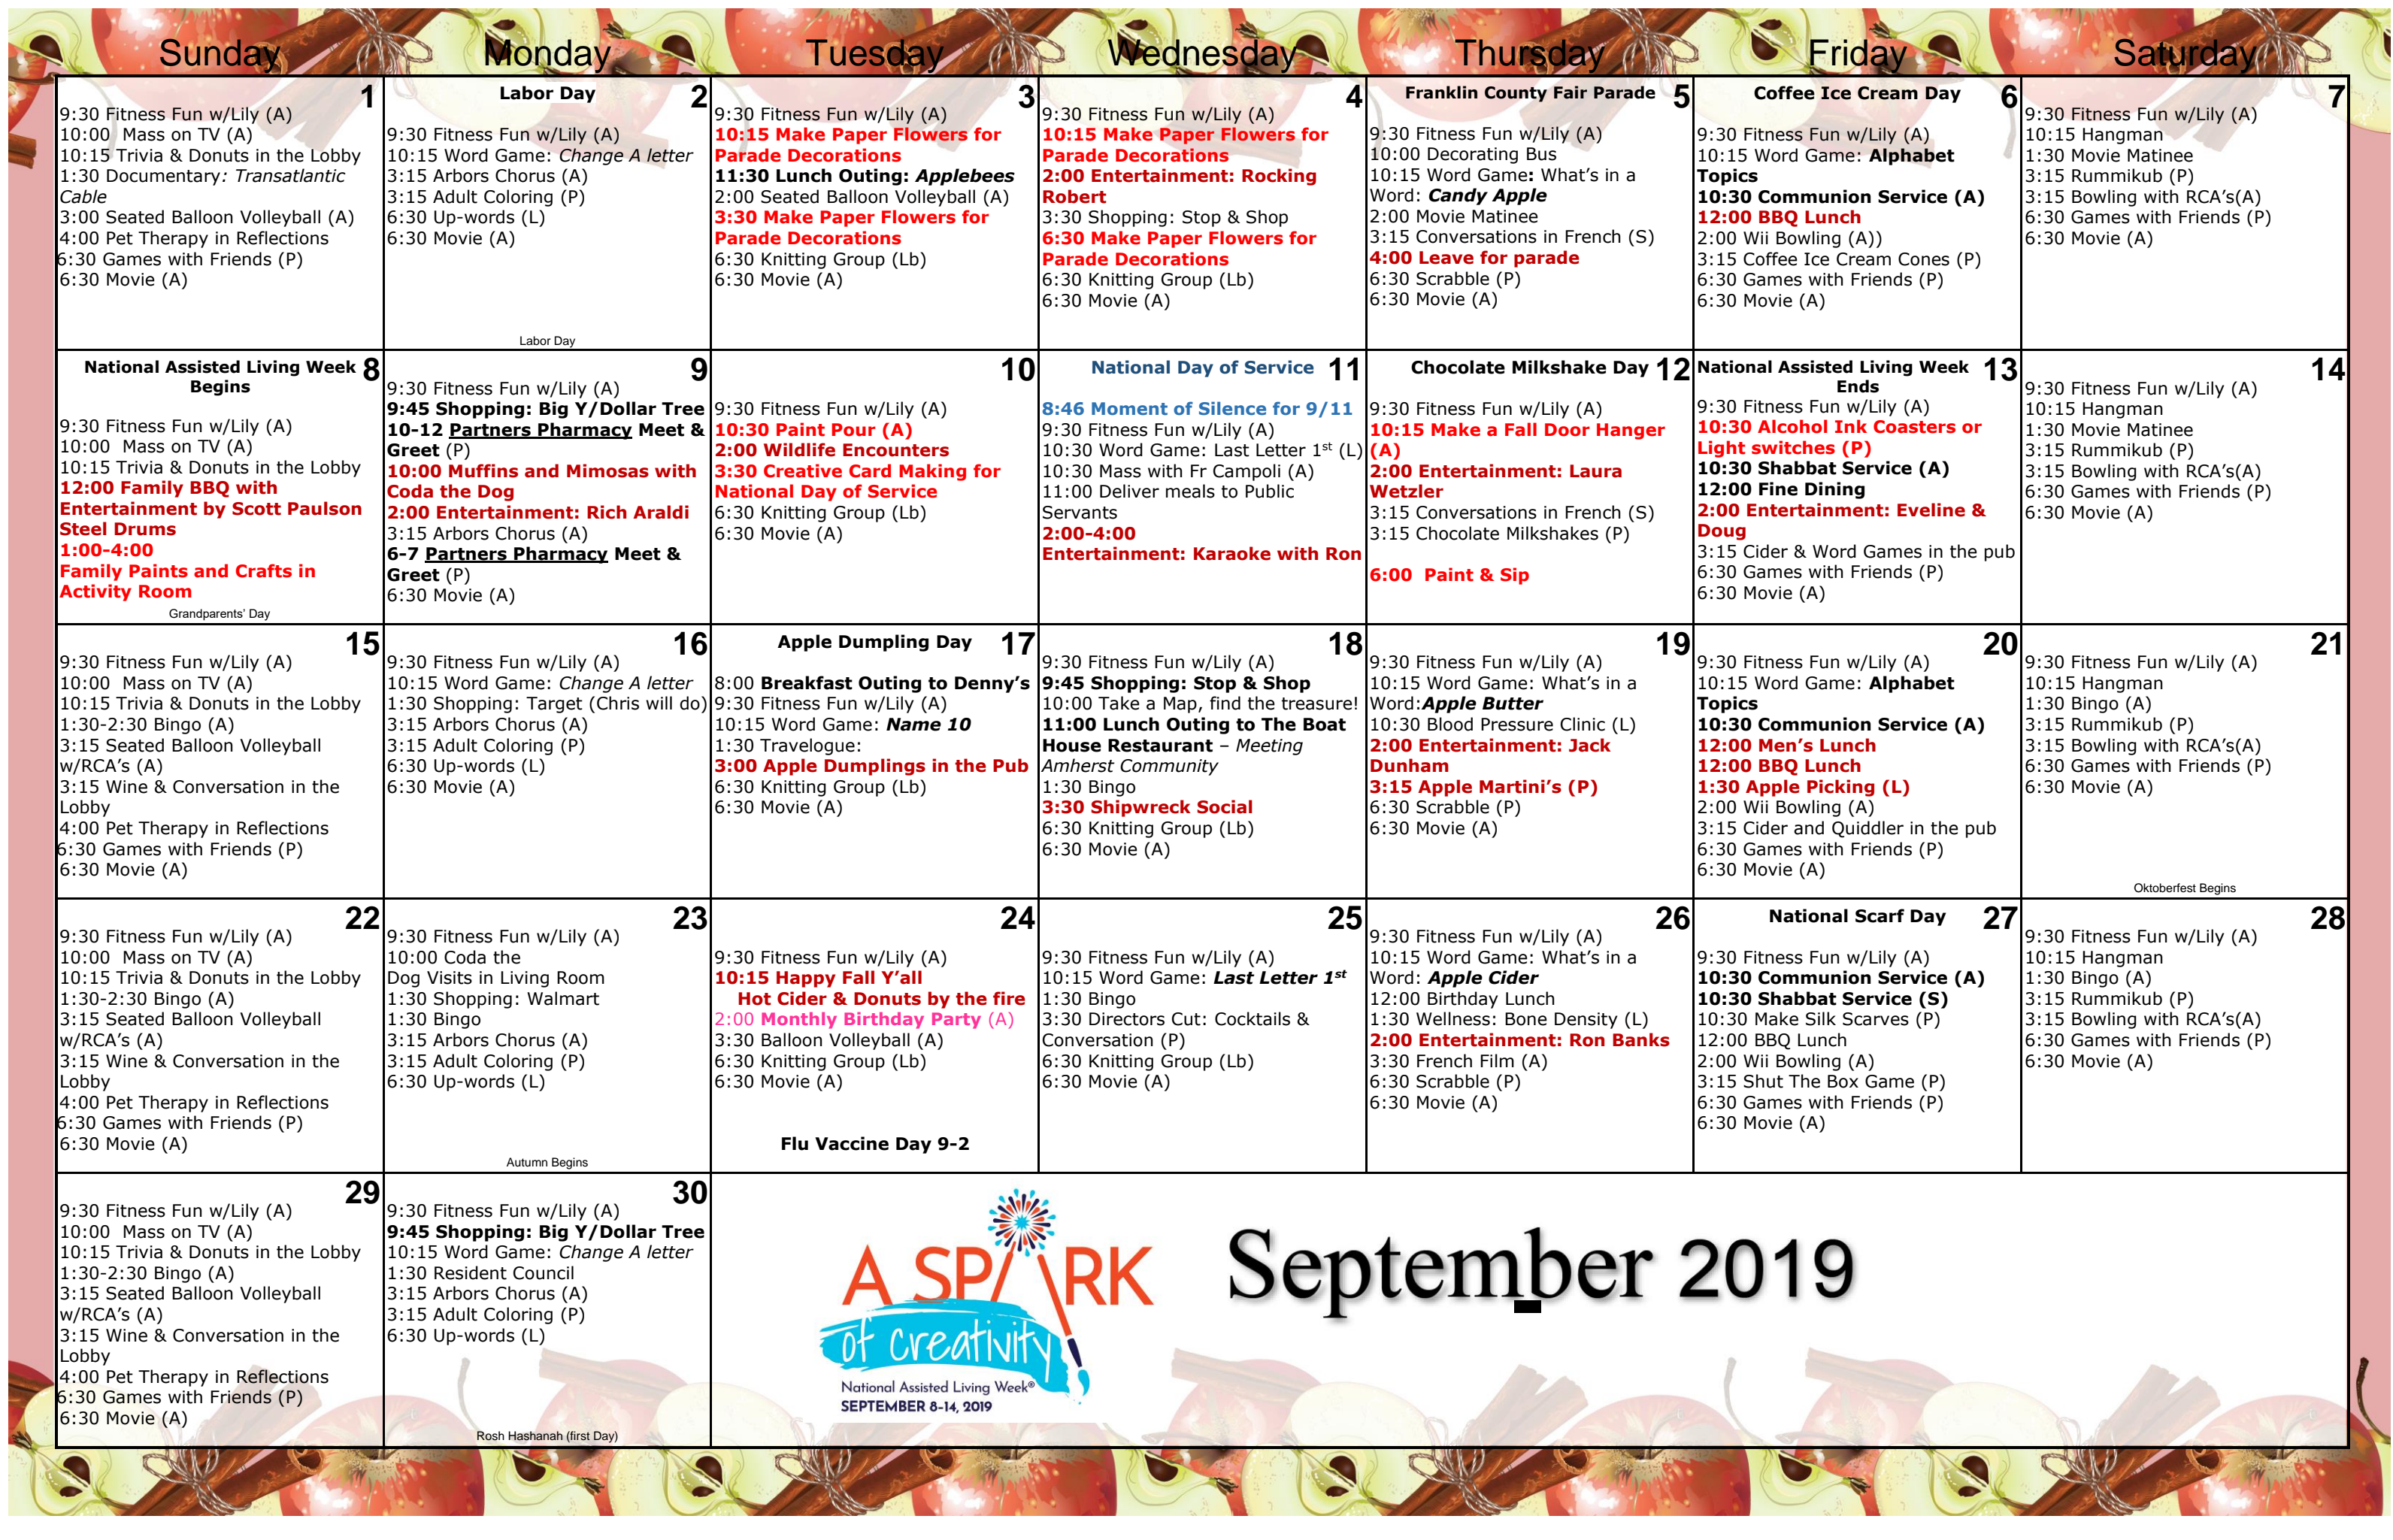 Sunday Monday Tuesday Wednesday Thursday Friday Saturday
1
9:30 Fitness Fun w/Lily (A)
10:00  Mass on TV (A)
10:15 Trivia & Donuts in the Lobby
1:30 Documentary: Transatlantic
Cable
3:00 Seated Balloon Volleyball (A)
4:00 Pet Therapy in Reflections
6:30 Games with Friends (P)
6:30 Movie (A)
Labor Day 2
9:30 Fitness Fun w/Lily (A)
10:15 Word Game: Change A letter
3:15 Arbors Chorus (A)
3:15 Adult Coloring (P)
6:30 Up-words (L)
6:30 Movie (A)
Labor Day
3
9:30 Fitness Fun w/Lily (A)
10:15 Make Paper Flowers for
Parade Decorations
11:30 Lunch Outing: Applebees
2:00 Seated Balloon Volleyball (A)
3:30 Make Paper Flowers for
Parade Decorations
6:30 Knitting Group (Lb)
6:30 Movie (A)
4
9:30 Fitness Fun w/Lily (A)
10:15 Make Paper Flowers for
Parade Decorations
2:00 Entertainment: Rocking
Robert
3:30 Shopping: Stop & Shop
6:30 Make Paper Flowers for
Parade Decorations
6:30 Knitting Group (Lb)
6:30 Movie (A)
Franklin County Fair Parade 5
9:30 Fitness Fun w/Lily (A)
10:00 Decorating Bus
10:15 Word Game: What’s in a
Word: Candy Apple
2:00 Movie Matinee
3:15 Conversations in French (S)
4:00 Leave for parade
6:30 Scrabble (P)
6:30 Movie (A)
Coffee Ice Cream Day 6
9:30 Fitness Fun w/Lily (A)
10:15 Word Game: Alphabet
Topics
10:30 Communion Service (A)
12:00 BBQ Lunch
2:00 Wii Bowling (A))
3:15 Coffee Ice Cream Cones (P)
6:30 Games with Friends (P)
6:30 Movie (A)
7
9:30 Fitness Fun w/Lily (A)
10:15 Hangman
1:30 Movie Matinee
3:15 Rummikub (P)
3:15 Bowling with RCA’s(A)
6:30 Games with Friends (P)
6:30 Movie (A)
National Assisted Living Week 8
Begins
9:30 Fitness Fun w/Lily (A)
10:00  Mass on TV (A)
10:15 Trivia & Donuts in the Lobby
12:00 Family BBQ with
Entertainment by Scott Paulson
Steel Drums
1:00-4:00
Family Paints and Crafts in
Activity Room
Grandparents’ Day
9
9:30 Fitness Fun w/Lily (A)
9:45 Shopping: Big Y/Dollar Tree
10-12 Partners Pharmacy Meet &
Greet (P)
10:00 Muffins and Mimosas with
Coda the Dog
2:00 Entertainment: Rich Araldi
3:15 Arbors Chorus (A)
6-7 Partners Pharmacy Meet &
Greet (P)
6:30 Movie (A)
10
9:30 Fitness Fun w/Lily (A)
10:30 Paint Pour (A)
2:00 Wildlife Encounters
3:30 Creative Card Making for
National Day of Service
6:30 Knitting Group (Lb)
6:30 Movie (A)
National Day of Service 11
8:46 Moment of Silence for 9/11
9:30 Fitness Fun w/Lily (A)
10:30 Word Game: Last Letter 1st (L)
10:30 Mass with Fr Campoli (A)
11:00 Deliver meals to Public
Servants
2:00-4:00
Entertainment: Karaoke with Ron
Chocolate Milkshake Day 12
9:30 Fitness Fun w/Lily (A)
10:15 Make a Fall Door Hanger
(A)
2:00 Entertainment: Laura
Wetzler
3:15 Conversations in French (S)
3:15 Chocolate Milkshakes (P)
6:00  Paint & Sip
National Assisted Living Week 13
Ends
9:30 Fitness Fun w/Lily (A)
10:30 Alcohol Ink Coasters or
Light switches (P)
10:30 Shabbat Service (A)
12:00 Fine Dining
2:00 Entertainment: Eveline &
Doug
3:15 Cider & Word Games in the pub
6:30 Games with Friends (P)
6:30 Movie (A)
14
9:30 Fitness Fun w/Lily (A)
10:15 Hangman
1:30 Movie Matinee
3:15 Rummikub (P)
3:15 Bowling with RCA’s(A)
6:30 Games with Friends (P)
6:30 Movie (A)
15
9:30 Fitness Fun w/Lily (A)
10:00  Mass on TV (A)
10:15 Trivia & Donuts in the Lobby
1:30-2:30 Bingo (A)
3:15 Seated Balloon Volleyball
w/RCA’s (A)
3:15 Wine & Conversation in the
Lobby
4:00 Pet Therapy in Reflections
6:30 Games with Friends (P)
6:30 Movie (A)
16
9:30 Fitness Fun w/Lily (A)
10:15 Word Game: Change A letter
1:30 Shopping: Target (Chris will do)
3:15 Arbors Chorus (A)
3:15 Adult Coloring (P)
6:30 Up-words (L)
6:30 Movie (A)
Apple Dumpling Day 17
8:00 Breakfast Outing to Denny’s
9:30 Fitness Fun w/Lily (A)
10:15 Word Game: Name 10
1:30 Travelogue:
3:00 Apple Dumplings in the Pub
6:30 Knitting Group (Lb)
6:30 Movie (A)
18
9:30 Fitness Fun w/Lily (A)
9:45 Shopping: Stop & Shop
10:00 Take a Map, find the treasure!
11:00 Lunch Outing to The Boat
House Restaurant – Meeting
Amherst Community
1:30 Bingo
3:30 Shipwreck Social
6:30 Knitting Group (Lb)
6:30 Movie (A)
19
9:30 Fitness Fun w/Lily (A)
10:15 Word Game: What’s in a
Word:Apple Butter
10:30 Blood Pressure Clinic (L)
2:00 Entertainment: Jack
Dunham
3:15 Apple Martini’s (P)
6:30 Scrabble (P)
6:30 Movie (A)
20
9:30 Fitness Fun w/Lily (A)
10:15 Word Game: Alphabet
Topics
10:30 Communion Service (A)
12:00 Men’s Lunch
12:00 BBQ Lunch
1:30 Apple Picking (L)
2:00 Wii Bowling (A)
3:15 Cider and Quiddler in the pub
6:30 Games with Friends (P)
6:30 Movie (A)
21
9:30 Fitness Fun w/Lily (A)
10:15 Hangman
1:30 Bingo (A)
3:15 Rummikub (P)
3:15 Bowling with RCA’s(A)
6:30 Games with Friends (P)
6:30 Movie (A)
Oktoberfest Begins
22
9:30 Fitness Fun w/Lily (A)
10:00  Mass on TV (A)
10:15 Trivia & Donuts in the Lobby
1:30-2:30 Bingo (A)
3:15 Seated Balloon Volleyball
w/RCA’s (A)
3:15 Wine & Conversation in the
Lobby
4:00 Pet Therapy in Reflections
6:30 Games with Friends (P)
6:30 Movie (A)
23
9:30 Fitness Fun w/Lily (A)
10:00 Coda the
Dog Visits in Living Room
1:30 Shopping: Walmart
1:30 Bingo
3:15 Arbors Chorus (A)
3:15 Adult Coloring (P)
6:30 Up-words (L)
Autumn Begins
24
9:30 Fitness Fun w/Lily (A)
10:15 Happy Fall Y’all
Hot Cider & Donuts by the fire
2:00 Monthly Birthday Party (A)
3:30 Balloon Volleyball (A)
6:30 Knitting Group (Lb)
6:30 Movie (A)
Flu Vaccine Day 9-2
25
9:30 Fitness Fun w/Lily (A)
10:15 Word Game: Last Letter 1st
1:30 Bingo
3:30 Directors Cut: Cocktails &
Conversation (P)
6:30 Knitting Group (Lb)
6:30 Movie (A)
26
9:30 Fitness Fun w/Lily (A)
10:15 Word Game: What’s in a
Word: Apple Cider
12:00 Birthday Lunch
1:30 Wellness: Bone Density (L)
2:00 Entertainment: Ron Banks
3:30 French Film (A)
6:30 Scrabble (P)
6:30 Movie (A)
National Scarf Day 27
9:30 Fitness Fun w/Lily (A)
10:30 Communion Service (A)
10:30 Shabbat Service (S)
10:30 Make Silk Scarves (P)
12:00 BBQ Lunch
2:00 Wii Bowling (A)
3:15 Shut The Box Game (P)
6:30 Games with Friends (P)
6:30 Movie (A)
28
9:30 Fitness Fun w/Lily (A)
10:15 Hangman
1:30 Bingo (A)
3:15 Rummikub (P)
3:15 Bowling with RCA’s(A)
6:30 Games with Friends (P)
6:30 Movie (A)
29
9:30 Fitness Fun w/Lily (A)
10:00  Mass on TV (A)
10:15 Trivia & Donuts in the Lobby
1:30-2:30 Bingo (A)
3:15 Seated Balloon Volleyball
w/RCA’s (A)
3:15 Wine & Conversation in the
Lobby
4:00 Pet Therapy in Reflections
6:30 Games with Friends (P)
6:30 Movie (A)
30
9:30 Fitness Fun w/Lily (A)
9:45 Shopping: Big Y/Dollar Tree
10:15 Word Game: Change A letter
1:30 Resident Council
3:15 Arbors Chorus (A)
3:15 Adult Coloring (P)
6:30 Up-words (L)
Rosh Hashanah (first Day)
A SPARK
of creativity
National Assisted Living Week®
SEPTEMBER 8-14, 2019
September 2019